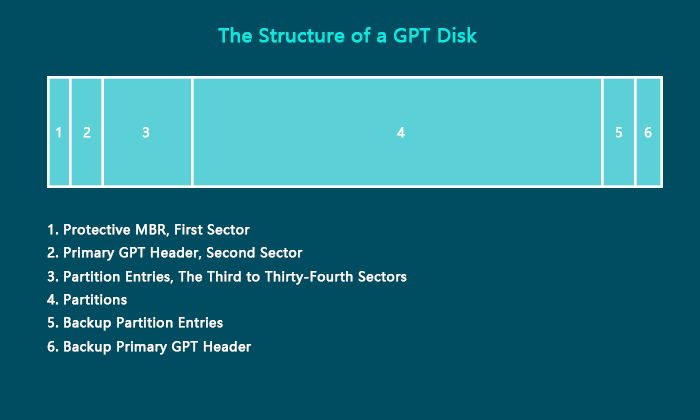 The Structure of a GPT Disk
1 2 3 4 5 6
1. Protective MBR, First Sector
2. Primary GPT Header, Second Sector
3. Partition Entries, The Third to Thirty-Fourth Sectors
4. Partitions
5. Backup Partition Entries
6. Backup Primary GPT Header